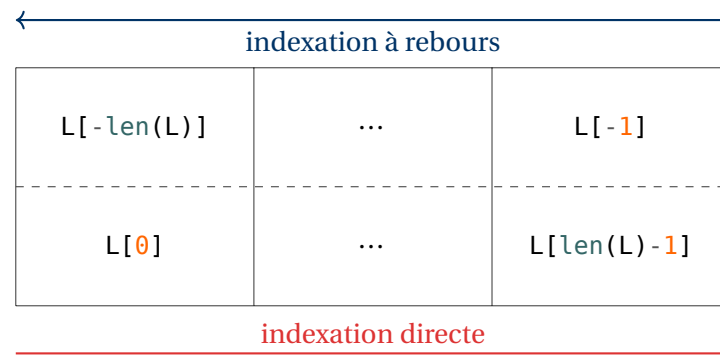 indexation à rebours
L[-len(L)] ... L[-1]
L[0] ... L[len(L)-1]
indexation directe